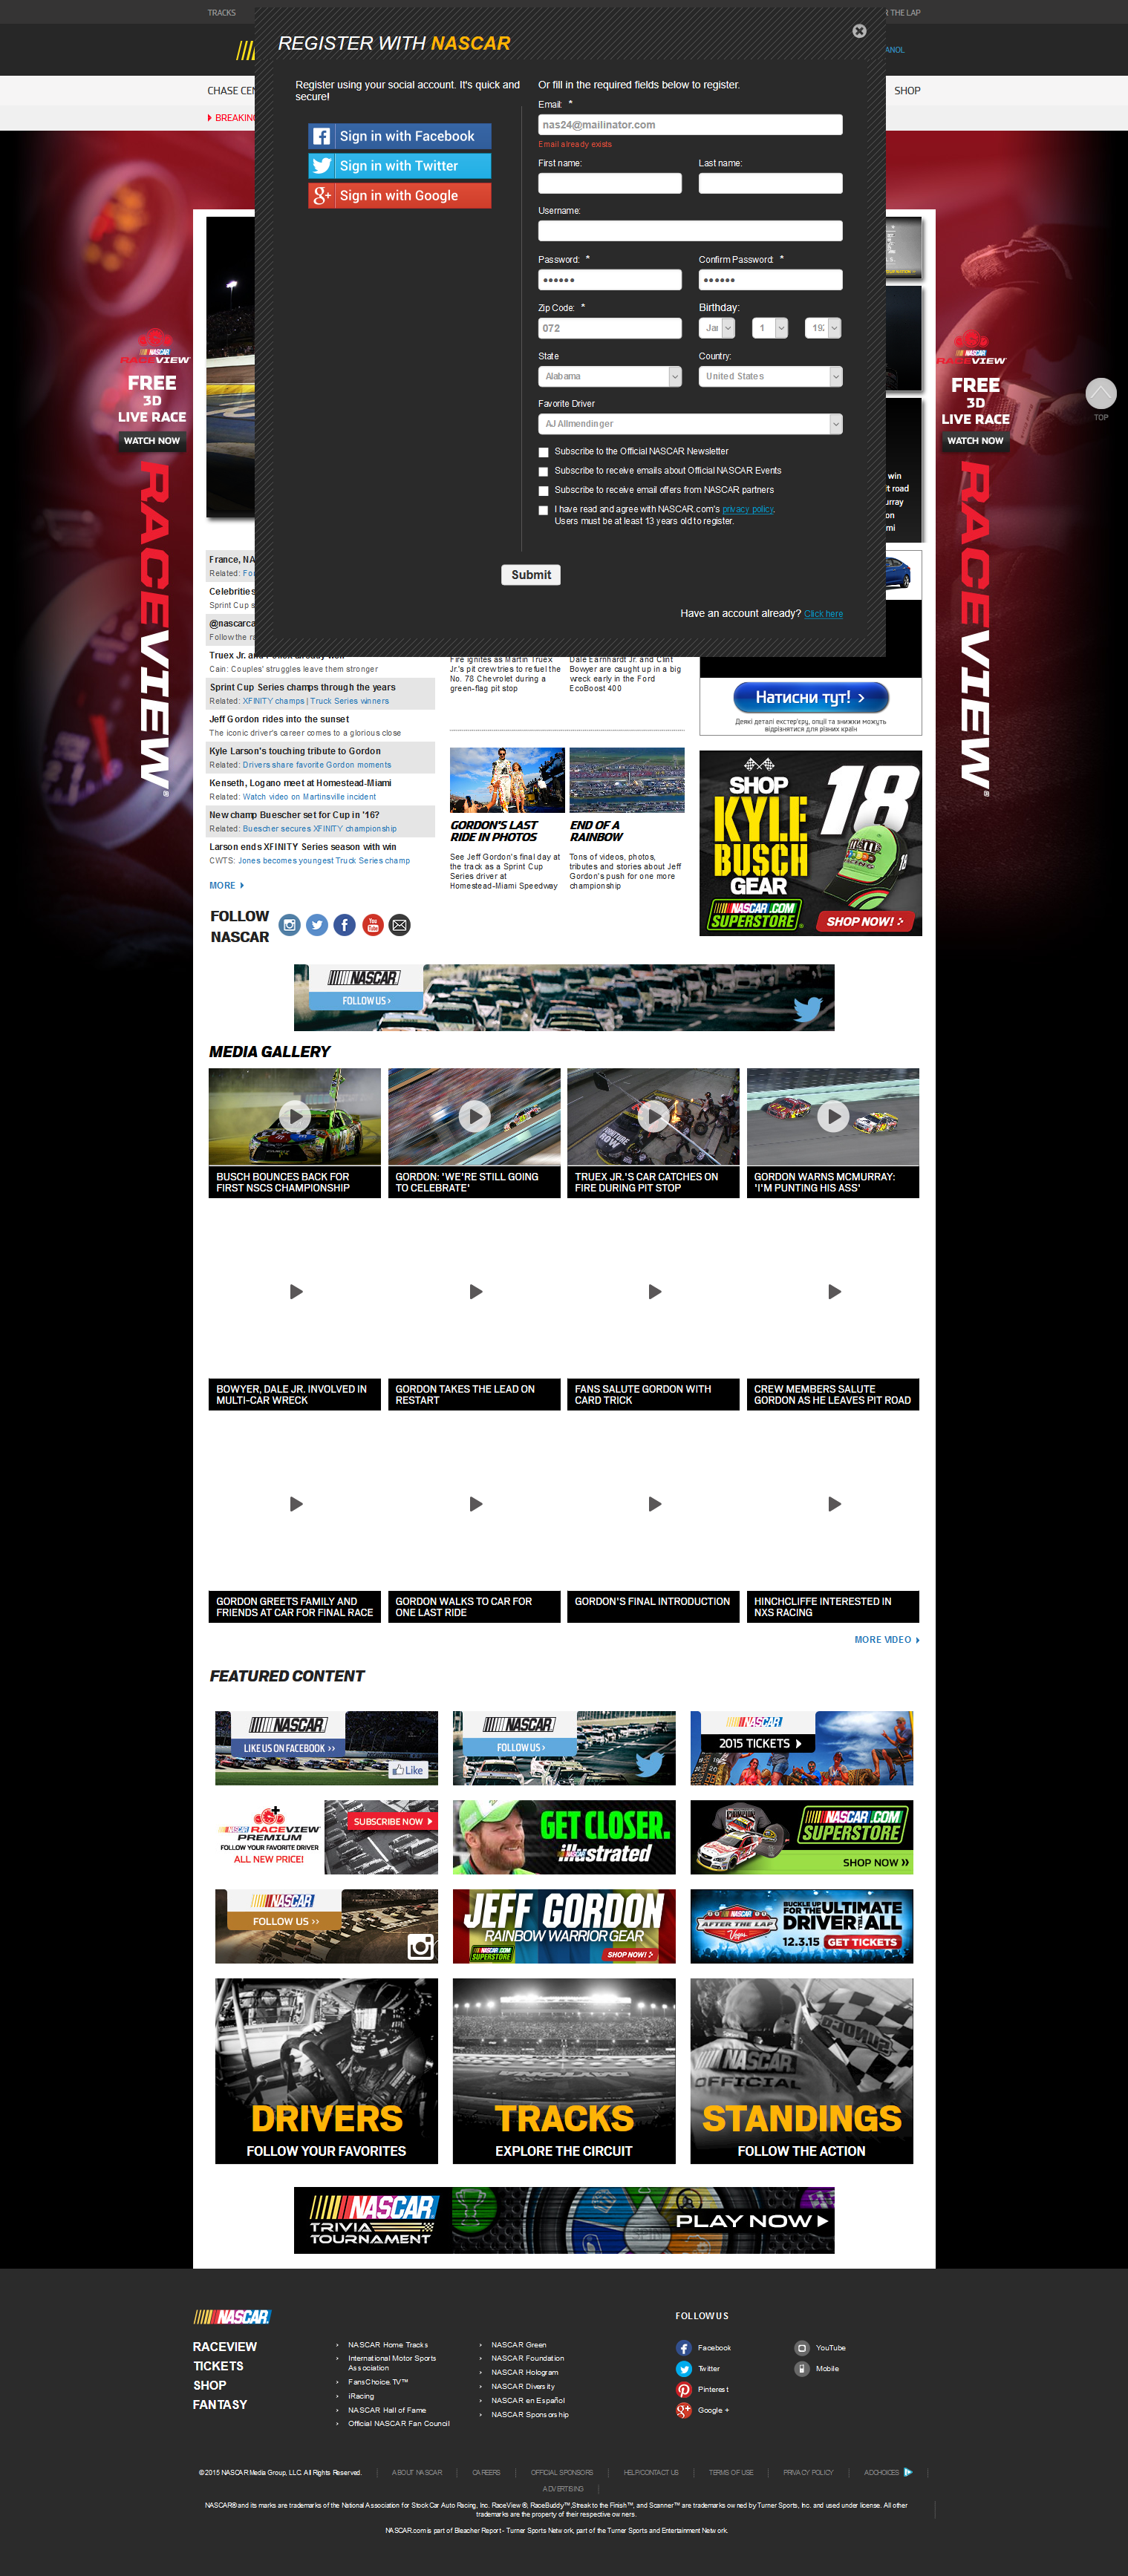 TRACKS
R THE LAP
REGISTER WITH NASCAR
ANOL
CHASE CEN
SHOP
BREAKING
Register using your social account. It's quick and
secure!
Sign in with Facebook
Sign in with Twitter
Sign in with Google
Or fill in the required fields below to register.
Email: *
nas24@mailinator.com
Email already exists
First name:
Last name:
Username:
Password: *
Confirm Password: *
Zip Code: *
Birthday:
072
Jan
1
State
Country:
Alabama
United States
Favorite Driver
AJ Allmendinger
Subscribe to the Official NASCAR Newsletter
Subscribe to receive emails about Official NASCAR Events
Subscribe to receive email offers from NASCAR partners
I have read and agree with NASCAR.com's privacy policy.
Users must be at least 13 years old to register.
Submit
Have an account already? Click here
NASCAR
RACEVIEW
FREE
3D
LIVE RACE
WATCH NOW
RACEVIEW
NASCAR
RACEVIEW
FREE
3D
LIVE RACE
WATCH NOW
RACEVIEW
TOP
win
t road
urray
on
mi
France, NA
Related: Fo
Celebrities
Sprint Cup s
@nascarca
Follow the r
Truex Jr. and Pollex already won
Cain: Couples' struggles leave them stronger
Sprint Cup Series champs through the years
Related: XFINITY champs | Truck Series winners
Jeff Gordon rides into the sunset
The iconic driver's career comes to a glorious close
Kyle Larson's touching tribute to Gordon
Related: Drivers share favorite Gordon moments
Kenseth, Logano meet at Homestead-Miami
Related: Watch video on Martinsville incident
New champ Buescher set for Cup in '16?
Related: Buescher secures XFINITY championship
Larson ends XFINITY Series season with win
CWTS: Jones becomes youngest Truck Series champ
MORE
Fire ignites as Martin Truex
Jr.'s pit crew tries to refuel the
No. 78 Chevrolet during a
green-flag pit stop
Dale Earnhardt Jr. and Clint
Bowyer are caught up in a big
wreck early in the Ford
EcoBoost 400
GORDON'S LAST
RIDE IN PHOTOS
See Jeff Gordon's final day at
the track as a Sprint Cup
Series driver at
Homestead-Miami Speedway
END OF A
RAINBOW
Tons of videos, photos,
tributes and stories about Jeff
Gordon's push for one more
championship
Натисни тут! ›
Деякі деталі екстер'єру, опції та знижки можуть
відрізнятися для різних країн
SHOP
KYLE
BUSCH
GEAR
18
NASCAR.COM
SUPERSTORE
SHOP NOW!
FOLLOW
NASCAR
NASCAR
FOLLOW US ›
MEDIA GALLERY
BUSCH BOUNCES BACK FOR
FIRST NSCS CHAMPIONSHIP
GORDON: 'WE'RE STILL GOING
TO CELEBRATE'
TRUEX JR.'S CAR CATCHES ON
FIRE DURING PIT STOP
GORDON WARNS MCMURRAY:
'I'M PUNTING HIS ASS'
BOWYER, DALE JR. INVOLVED IN
MULTI-CAR WRECK
GORDON TAKES THE LEAD ON
RESTART
FANS SALUTE GORDON WITH
CARD TRICK
CREW MEMBERS SALUTE
GORDON AS HE LEAVES PIT ROAD
GORDON GREETS FAMILY AND
FRIENDS AT CAR FOR FINAL RACE
GORDON WALKS TO CAR FOR
ONE LAST RIDE
GORDON'S FINAL INTRODUCTION
HINCHCLIFFE INTERESTED IN
NXS RACING
MORE VIDEO
FEATURED CONTENT
NASCAR
LIKE US ON FACEBOOK ››
Like
NASCAR
FOLLOW US ›
NASCAR
2015 TICKETS
NASCAR RACEVIEW
PREMIUM
FOLLOW YOUR FAVORITE DRIVER
ALL NEW PRICE!
SUBSCRIBE NOW
GET CLOSER.
NASCAR illustrated
NASCAR.COM
SUPERSTORE
SHOP NOW »
NASCAR
FOLLOW US ››
JEFF GORDON
RAINBOW WARRIOR GEAR
NASCAR.COM
SUPERSTORE
SHOP NOW!
NASCAR
AFTER THE LAP
Vegas
BUCKLE UP
FOR THE ULTIMATE
DRIVER TELL ALL
12.3.15 GET TICKETS
DRIVERS
FOLLOW YOUR FAVORITES
DAYTONA
TRACKS
EXPLORE THE CIRCUIT
SUNOCO
NASCAR
OFFICIAL
STANDINGS
FOLLOW THE ACTION
NASCAR
TRIVIA
TOURNAMENT
PLAY NOW
NASCAR
RACEVIEW
TICKETS
SHOP
FANTASY
NASCAR Home Tracks
International Motor Sports
Association
FansChoice.TV™
iRacing
NASCAR Hall of Fame
Official NASCAR Fan Council
NASCAR Green
NASCAR Foundation
NASCAR Hologram
NASCAR Diversity
NASCAR en Español
NASCAR Sponsorship
FOLLOW US
Facebook
Twitter
Pinterest
Google +
YouTube
Mobile
©2015 NASCAR Media Group, LLC. All Rights Reserved.
ABOUT NASCAR
CAREERS
OFFICIAL SPONSORS
HELP/CONTACT US
TERMS OF USE
PRIVACY POLICY
ADCHOICES
ADVERTISING
NASCAR® and its marks are trademarks of the National Association for Stock Car Auto Racing, Inc. RaceView ®, RaceBuddy™,Streak to the Finish™, and Scanner™ are trademarks owned by Turner Sports, Inc. and used under license. All other
trademarks are the property of their respective owners.
NASCAR.com is part of Bleacher Report - Turner Sports Network, part of the Turner Sports and Entertainment Network.